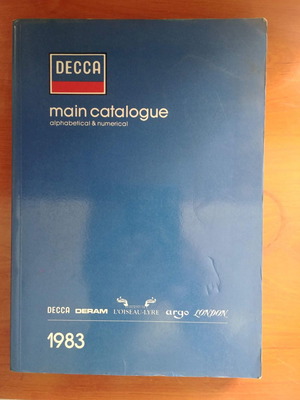 DECCA
main catalogue
alphabetical & numerical
DECCA DERAM L'OISEAU-LYRE argo LONDON
1983